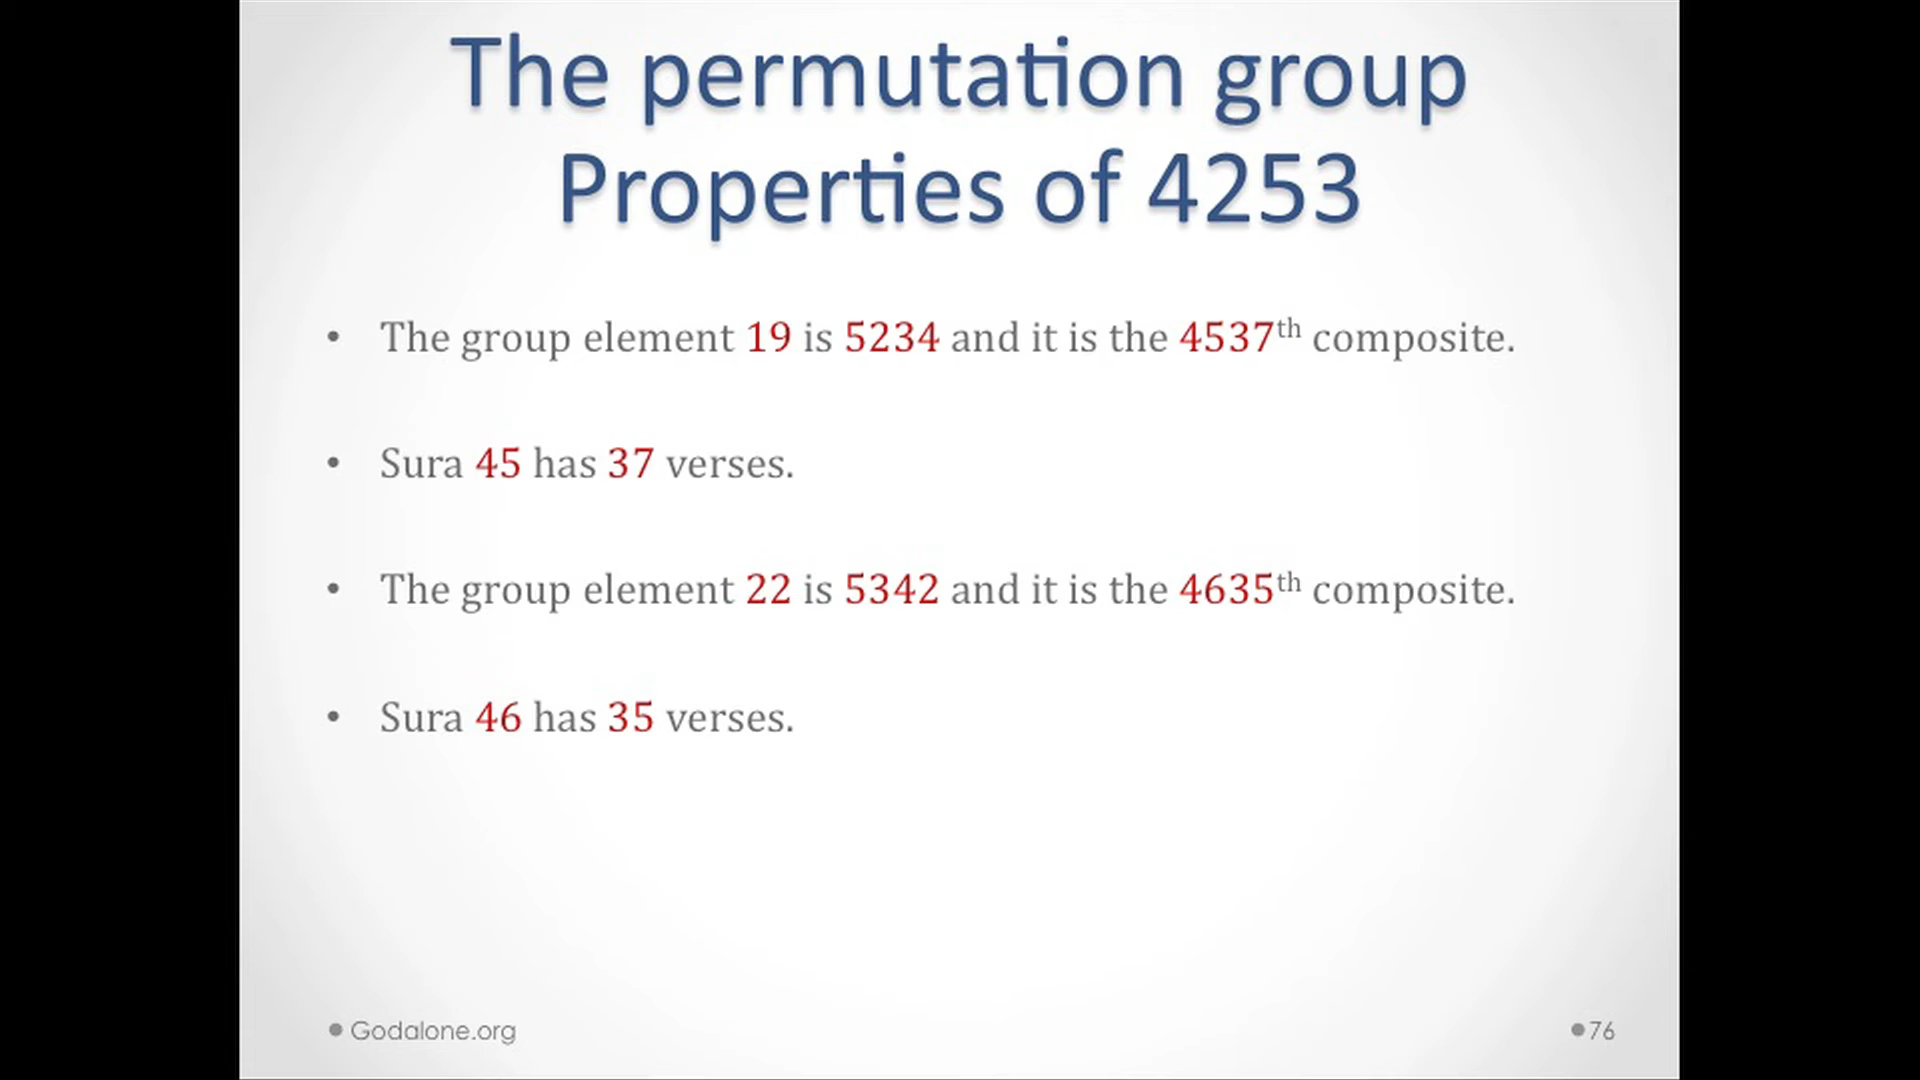 The permutation group
Properties of 4253
• The group element 19 is 5234 and it is the 4537th composite.
• Sura 45 has 37 verses.
• The group element 22 is 5342 and it is the 4635th composite.
• Sura 46 has 35 verses.
• Godalone.org
• 76